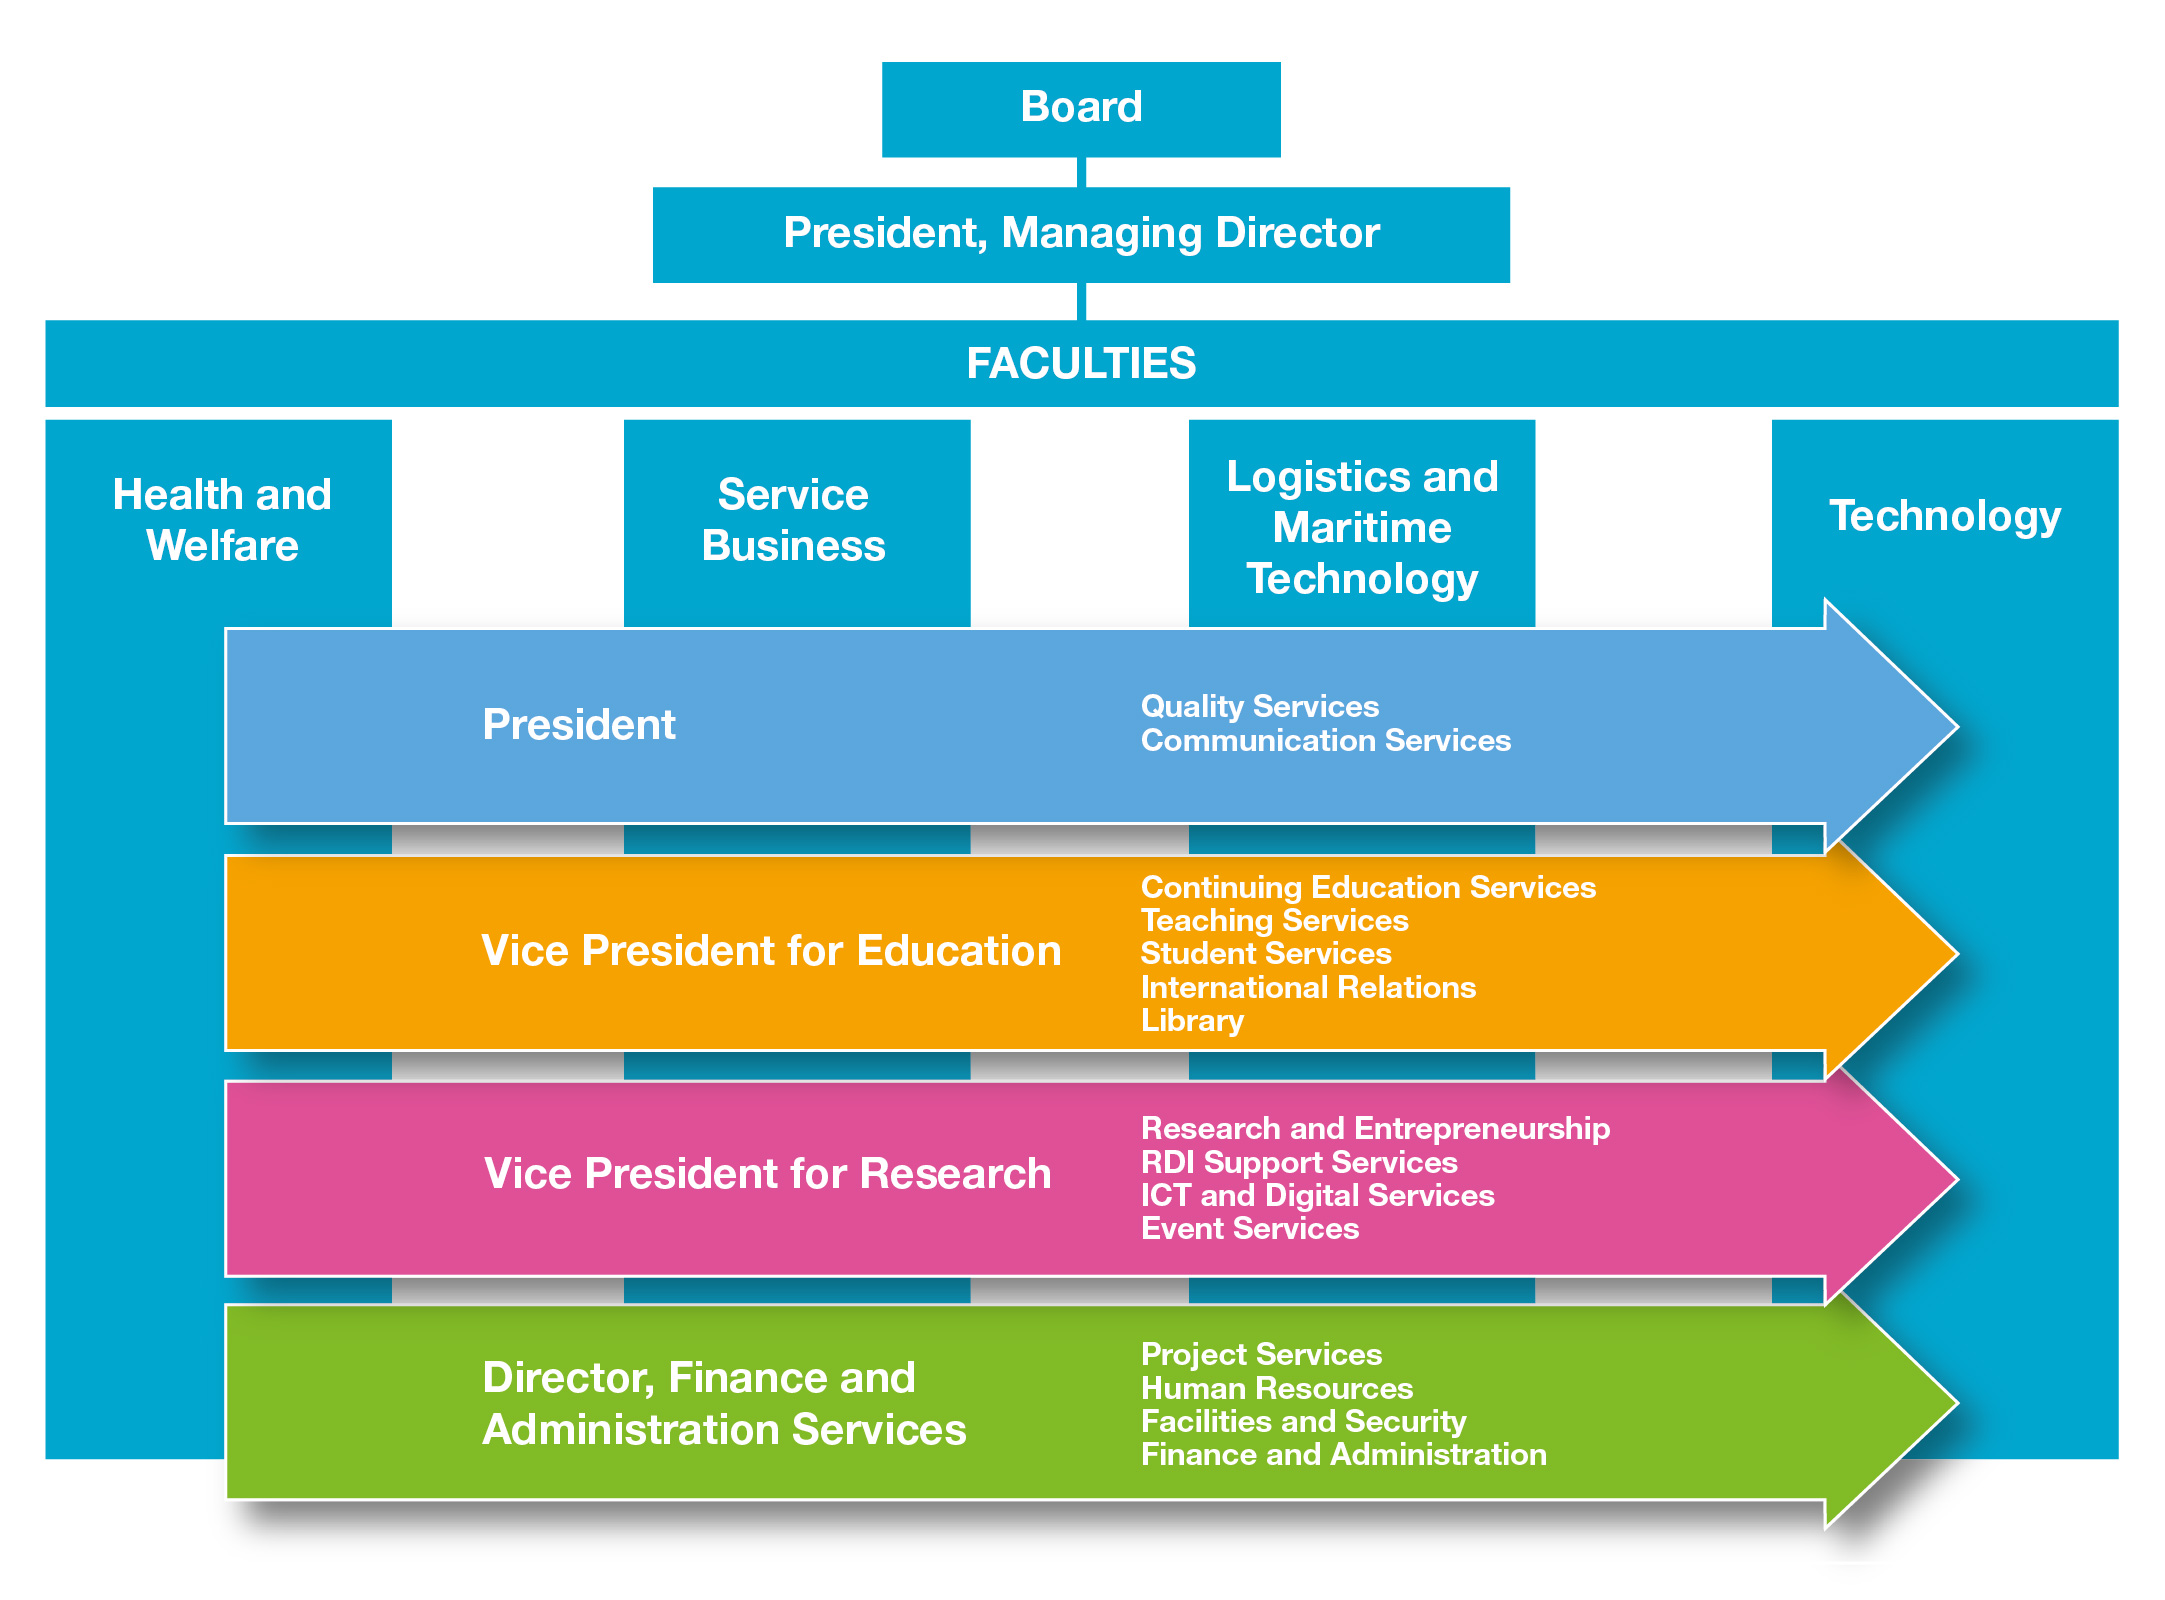 Board
President, Managing Director
FACULTIES
Health and
Welfare
Service
Business
Logistics and
Maritime
Technology
Technology
President
Quality Services
Communication Services
Vice President for Education
Continuing Education Services
Teaching Services
Student Services
International Relations
Library
Vice President for Research
Research and Entrepreneurship
RDI Support Services
ICT and Digital Services
Event Services
Director, Finance and
Administration Services
Project Services
Human Resources
Facilities and Security
Finance and Administration